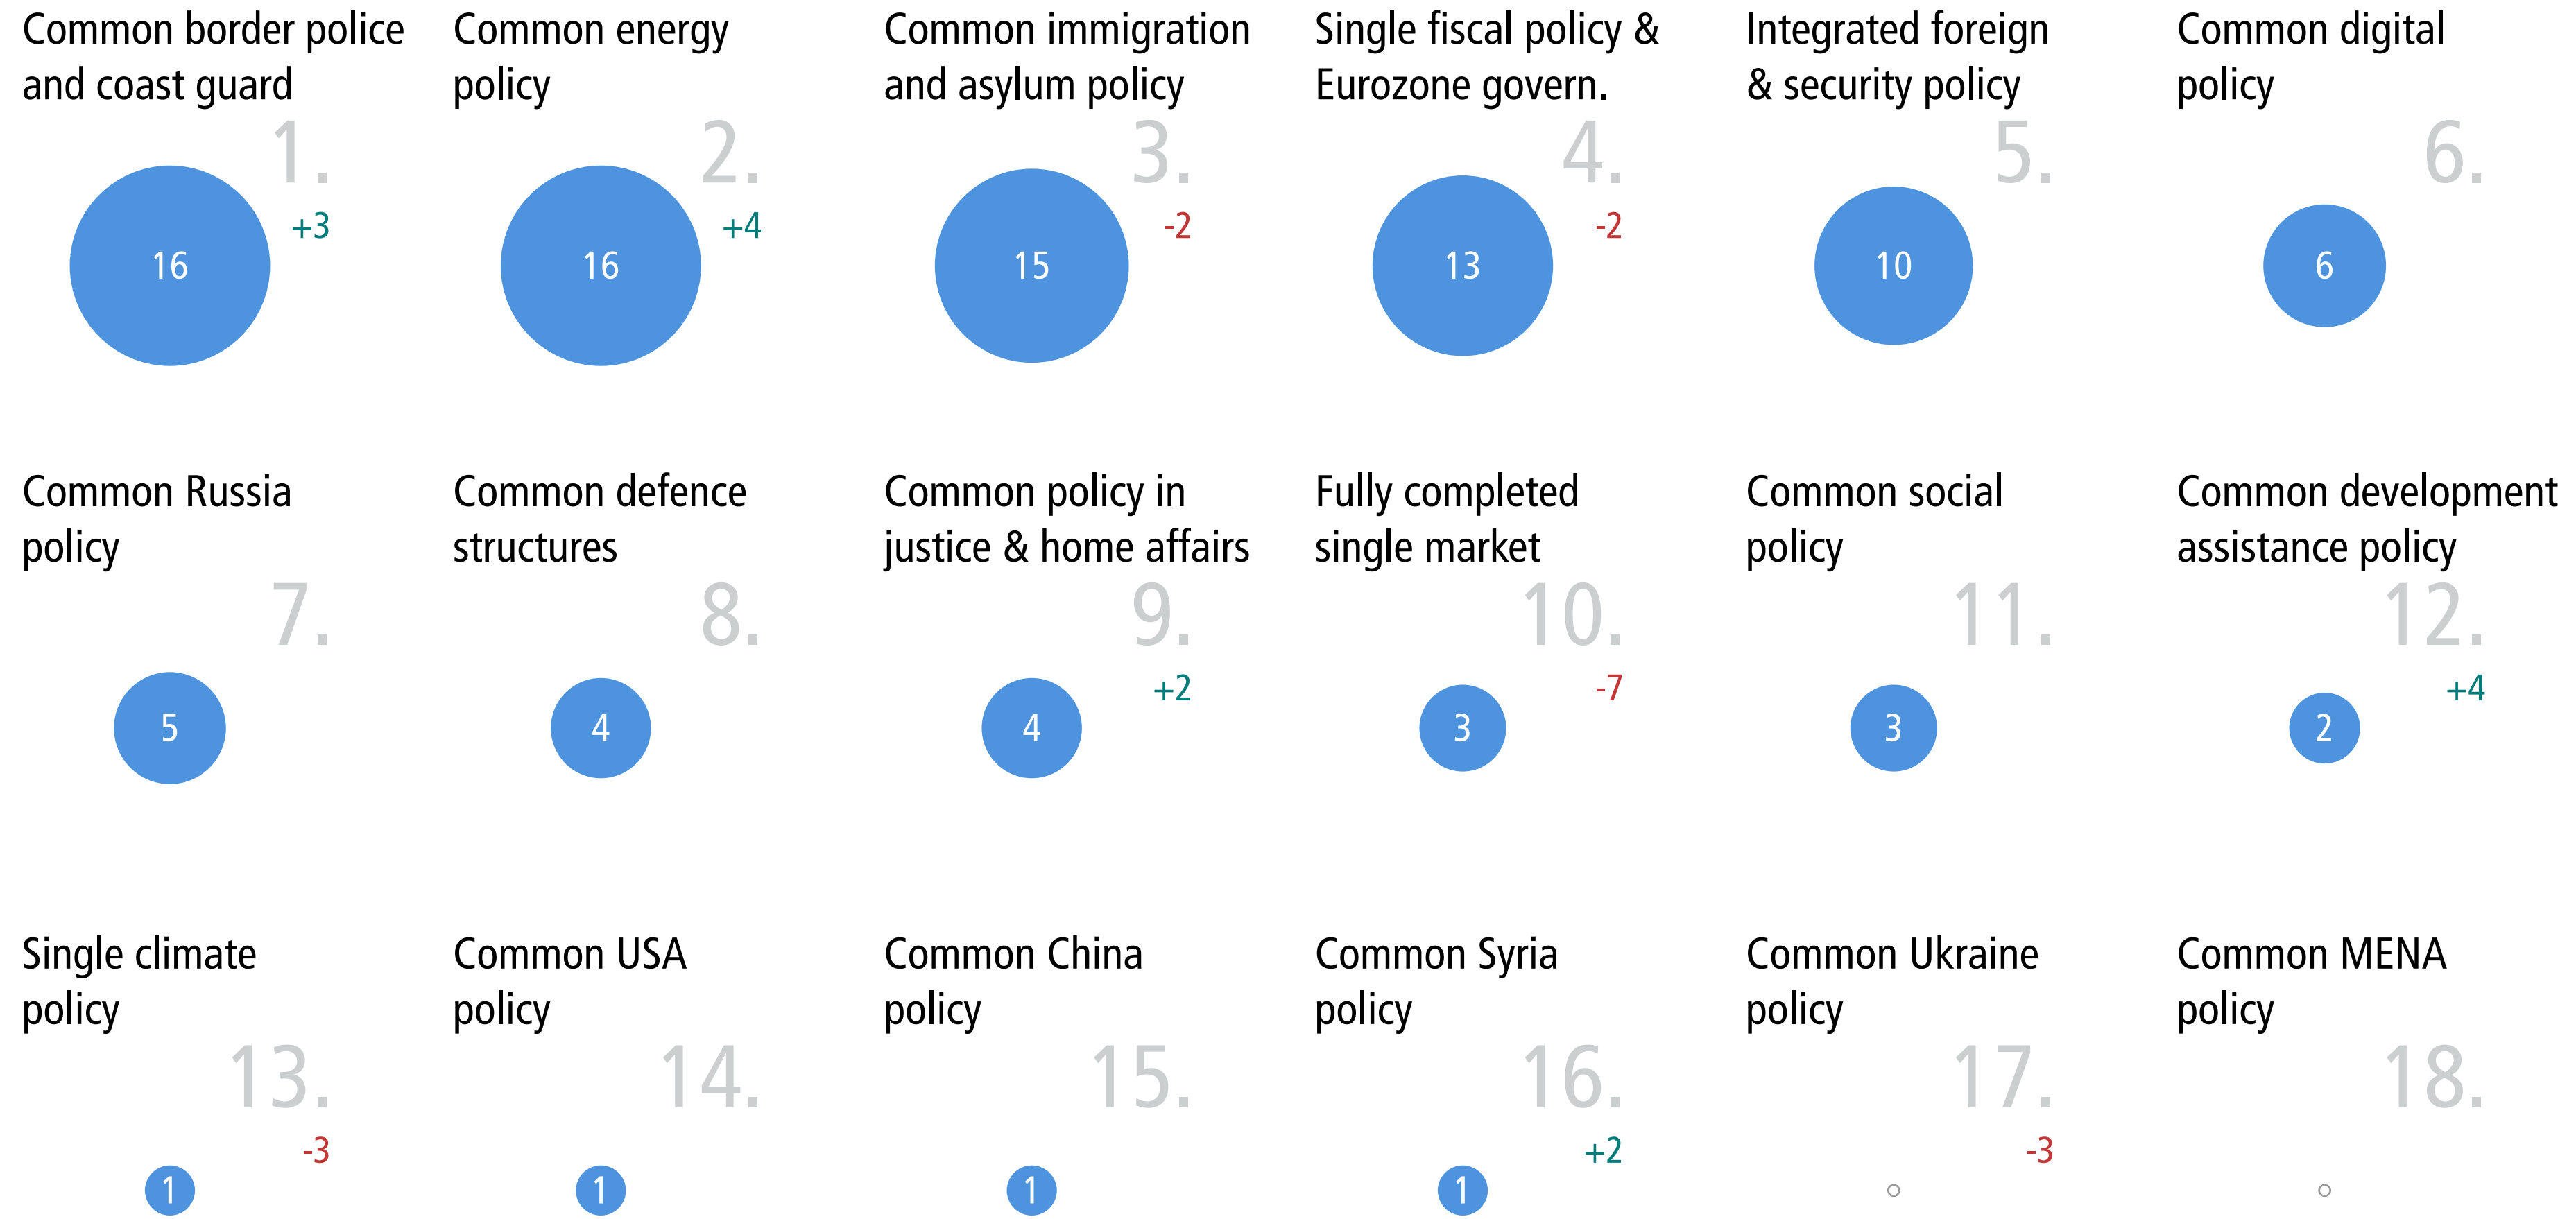 Common border police
and coast guard
1.
+3
16
Common energy
policy
2.
+4
16
Common immigration
and asylum policy
3.
-2
15
Single fiscal policy &
Eurozone govern.
4.
-2
13
Integrated foreign
& security policy
5.
10
Common digital
policy
6.
6
Common Russia
policy
7.
5
Common defence
structures
8.
4
Common policy in
justice & home affairs
9.
+2
4
Fully completed
single market
10.
-7
3
Common social
policy
11.
3
Common development
assistance policy
12.
+4
2
Single climate
policy
13.
-3
1
Common USA
policy
14.
1
Common China
policy
15.
1
Common Syria
policy
16.
+2
1
Common Ukraine
policy
17.
-3
Common MENA
policy
18.